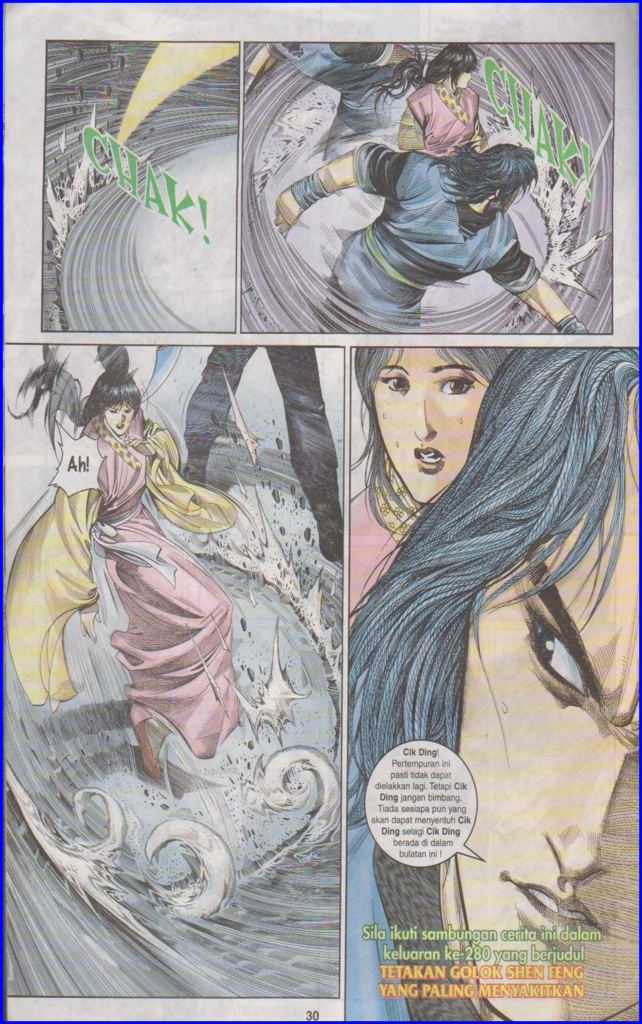 CHAK!
CHAK!
Ah!
Cik Ding!
Pertempuran ini
pasti tidak dapat
dielakkan lagi. Tetapi Cik
Ding jangan bimbang.
Tiada sesiapa pun yang
akan dapat menyentuh Cik
Ding selagi Cik Ding
berada di dalam
bulatan ini !
Sila ikuti sambungan cerita ini dalam
keluaran ke-280 yang berjudul
TETAKAN GOLOK SHEN FENG
YANG PALING MENYAKITKAN
30